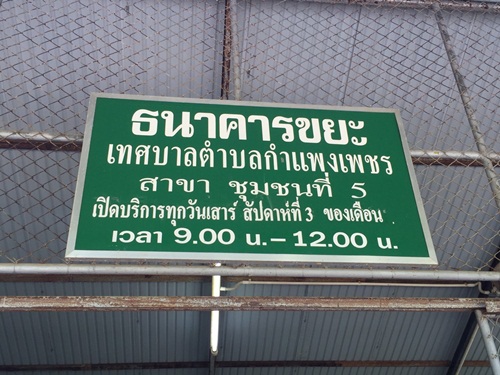 ธนาคารขยะ
เทศบาลตำบลกำแพงเพชร
สาขา ชุมชนที่ 5
เปิดบริการทุกวันเสาร์ สัปดาห์ที่ 3 ของเดือน
เวลา 9.00 น. – 12.00 น.